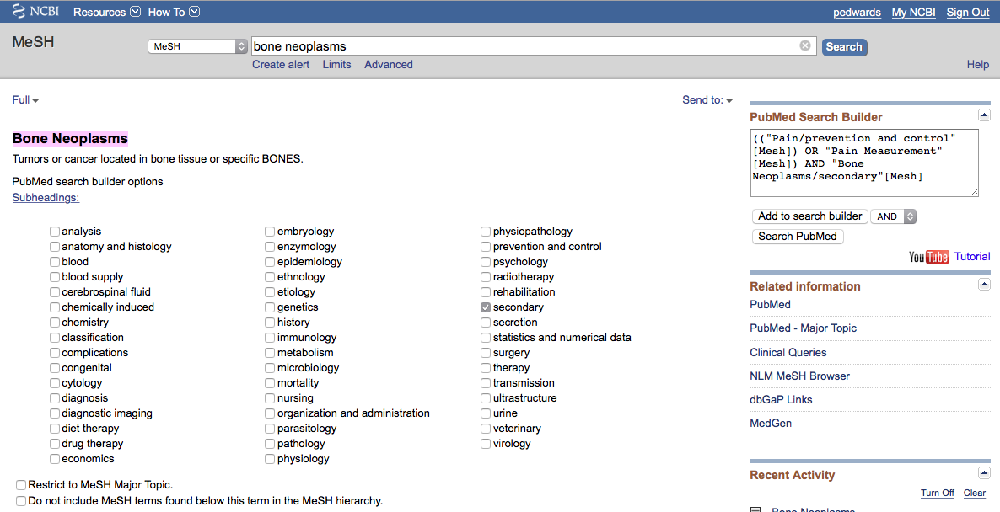 NCBI Resources How To pedwards My NCBI Sign Out
MeSH
MeSH bone neoplasms Search
Create alert Limits Advanced Help
Full Send to:
Bone Neoplasms
Tumors or cancer located in bone tissue or specific BONES.
PubMed search builder options
Subheadings:
analysis embryology physiopathology
anatomy and histology enzymology prevention and control
blood epidemiology psychology
blood supply ethnology radiotherapy
cerebrospinal fluid etiology rehabilitation
chemically induced genetics secondary
chemistry history secretion
classification immunology statistics and numerical data
complications metabolism surgery
congenital microbiology therapy
cytology mortality transmission
diagnosis nursing ultrastructure
diagnostic imaging organization and administration urine
diet therapy parasitology veterinary
drug therapy pathology virology
economics physiology
Restrict to MeSH Major Topic.
Do not include MeSH terms found below this term in the MeSH hierarchy.
PubMed Search Builder
(("Pain/prevention and control"
[Mesh]) OR "Pain Measurement"
[Mesh]) AND "Bone
Neoplasms/secondary"[Mesh]
Add to search builder AND
Search PubMed
YouTube Tutorial
Related information
PubMed
PubMed - Major Topic
Clinical Queries
NLM MeSH Browser
dbGaP Links
MedGen
Recent Activity
Turn Off Clear
Bone Neoplasms